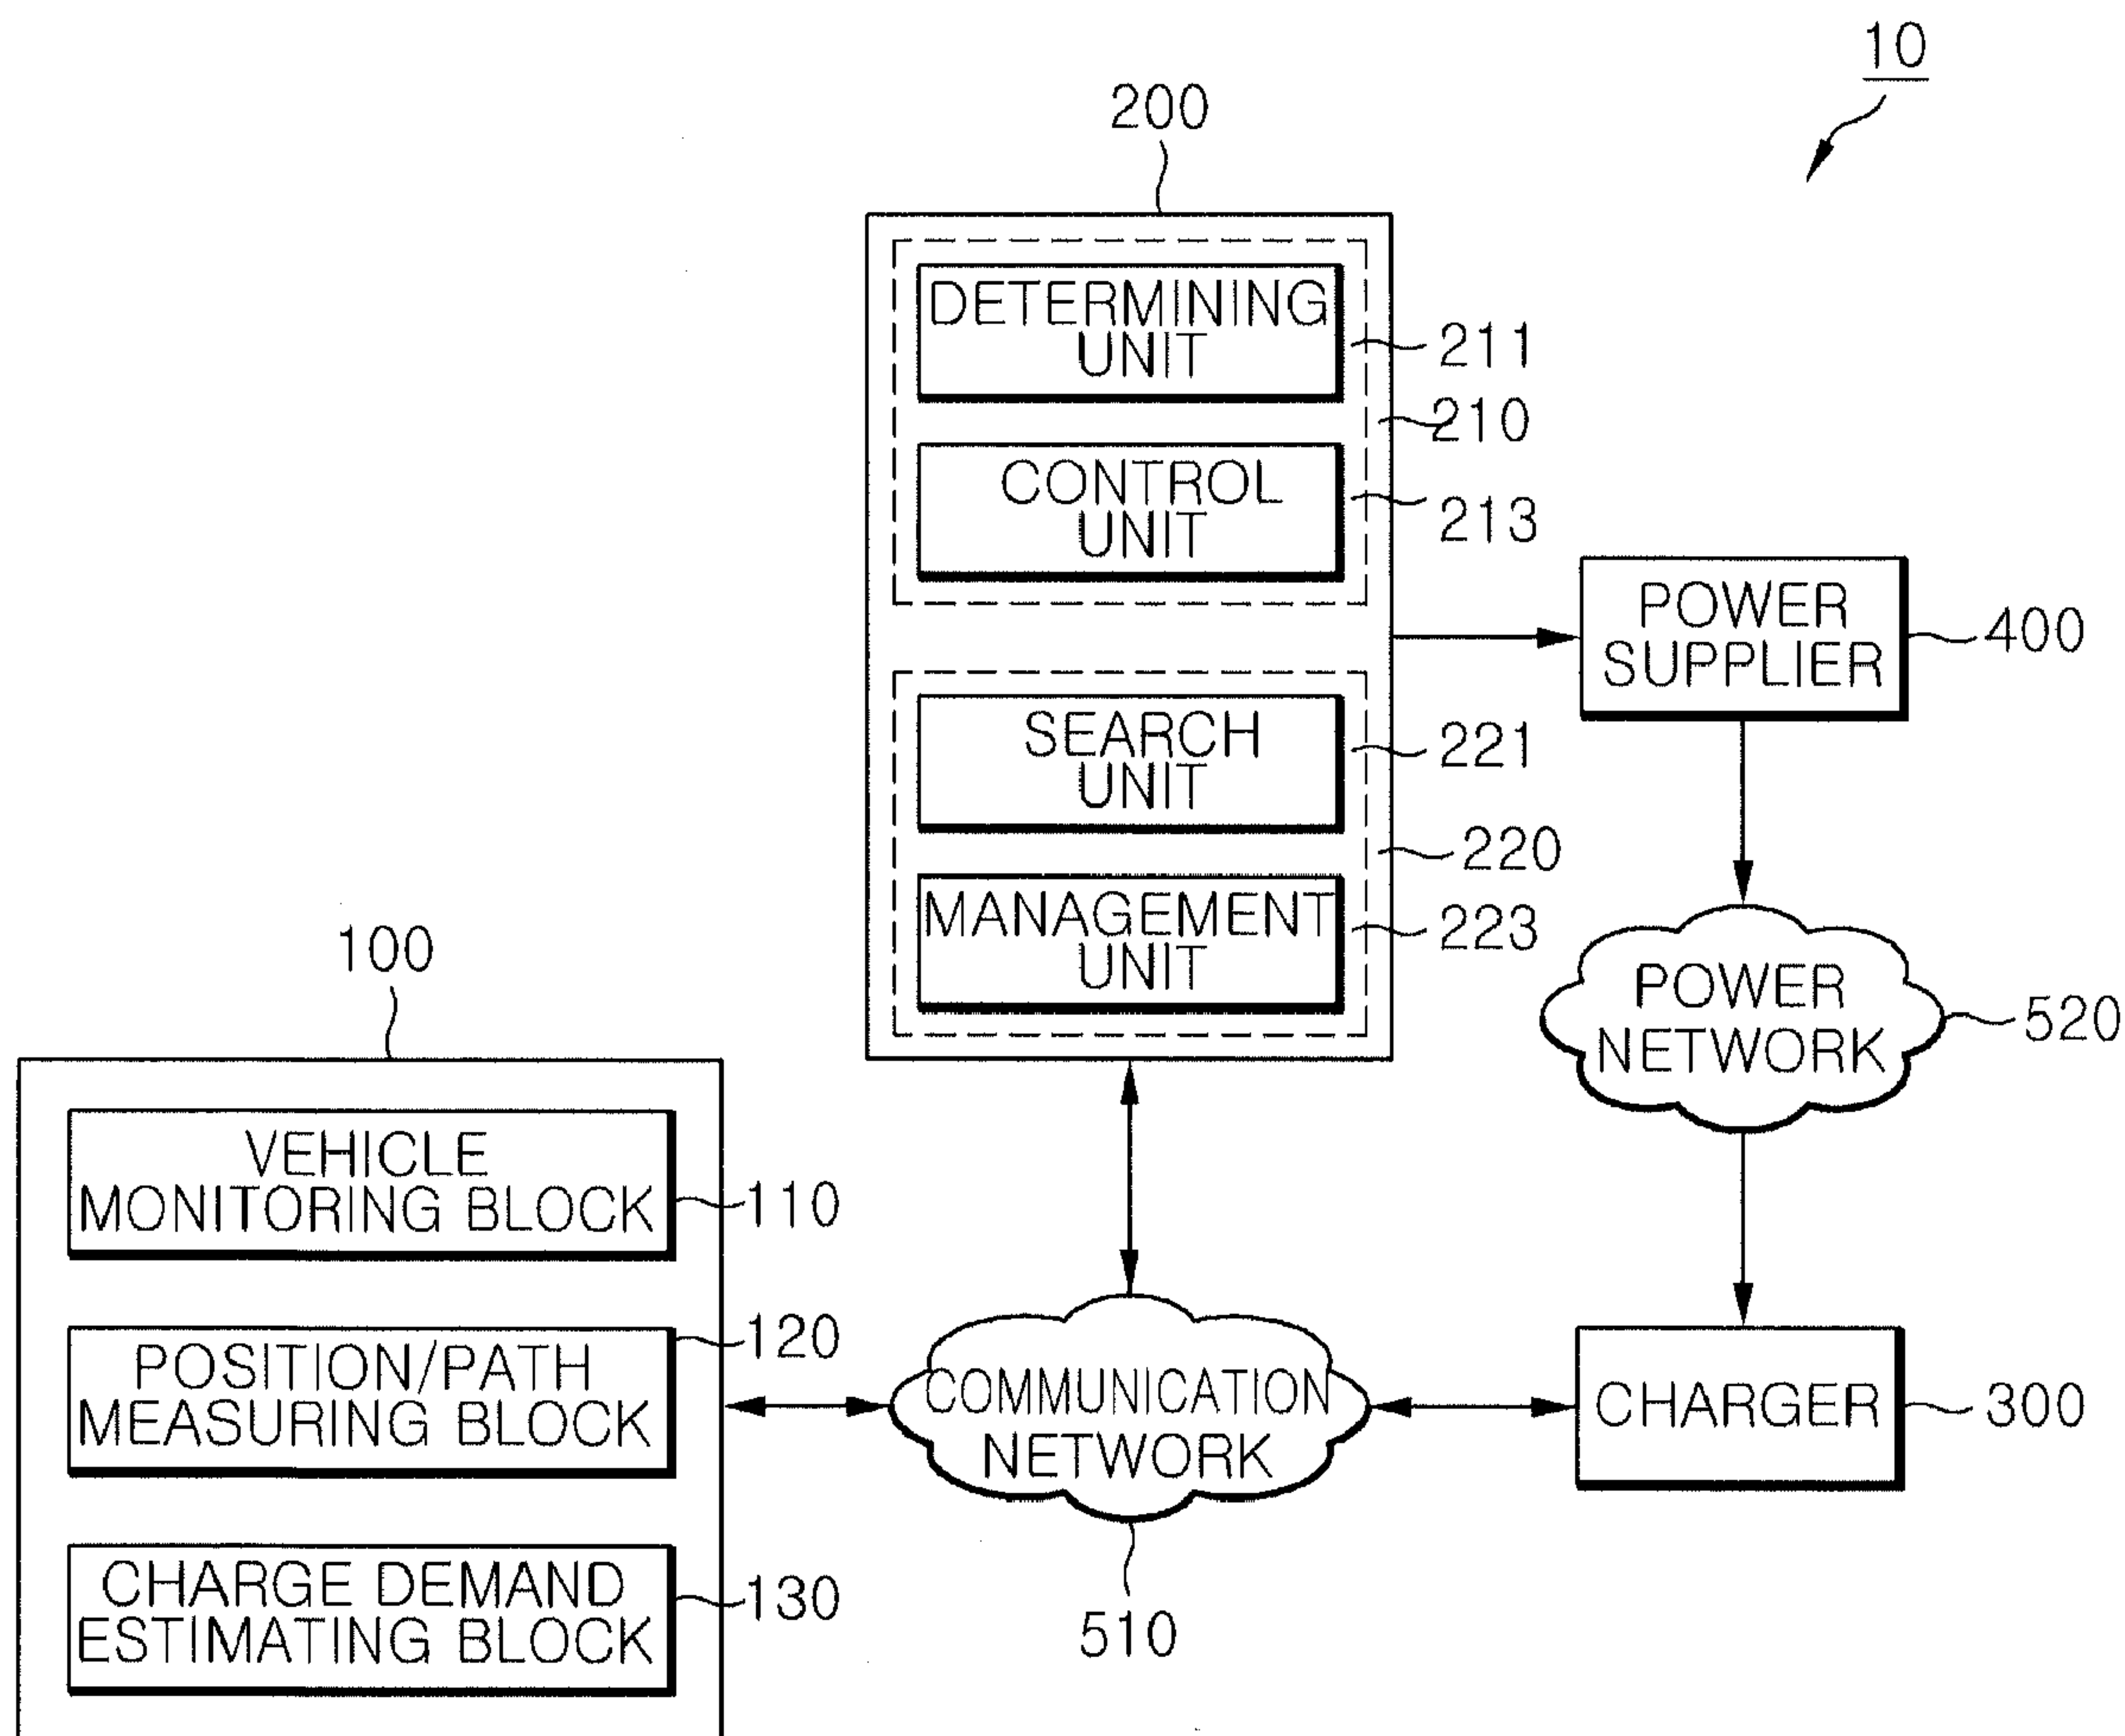 10
200
DETERMINING
UNIT
211
210
CONTROL
UNIT
213
POWER
SUPPLIER
400
SEARCH
UNIT
221
220
MANAGEMENT
UNIT
223
POWER
NETWORK
520
100
VEHICLE
MONITORING BLOCK
110
POSITION/PATH
MEASURING BLOCK
120
CHARGE DEMAND
ESTIMATING BLOCK
130
COMMUNICATION
NETWORK
510
CHARGER
300